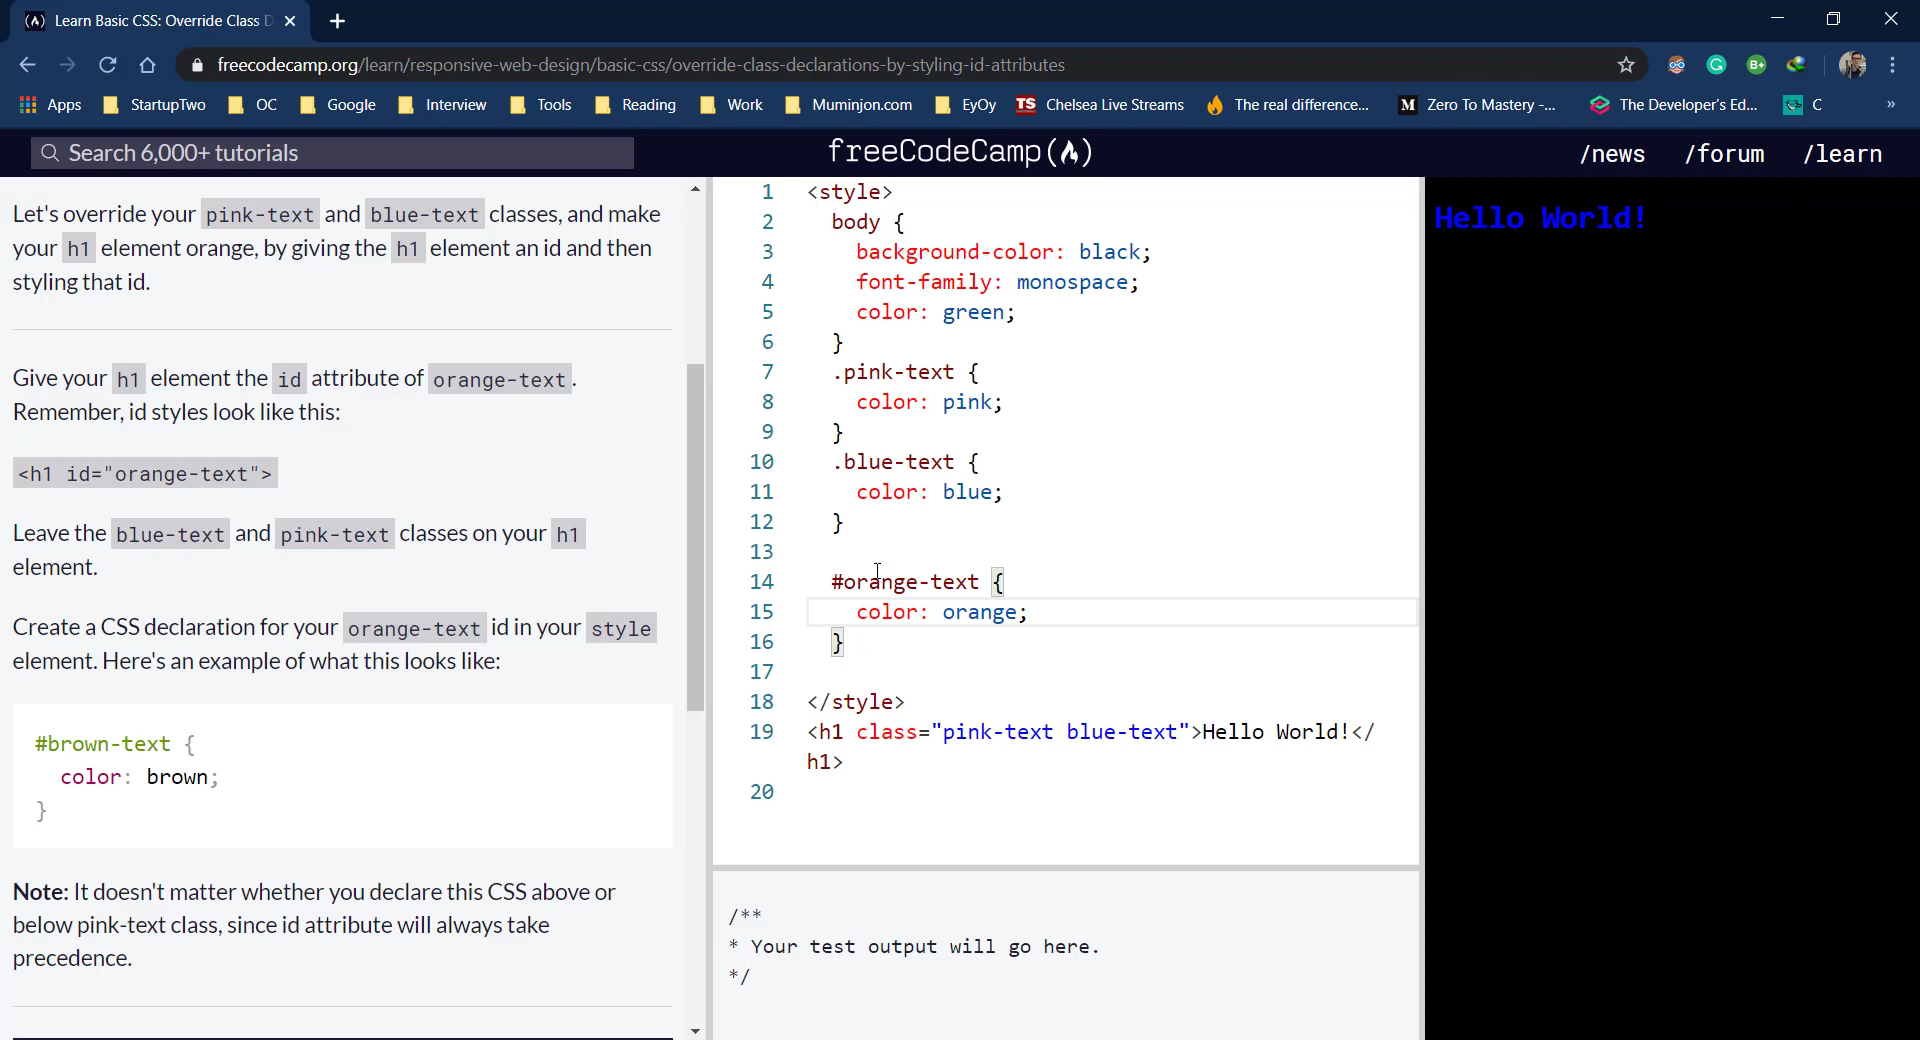 Learn Basic CSS: Override Class D
freecodecamp.org/learn/responsive-web-design/basic-css/override-class-declarations-by-styling-id-attributes
Apps StartupTwo OC Google Interview Tools Reading Work Muminjon.com EyOy TS Chelsea Live Streams The real difference... M Zero To Mastery -... The Developer's Ed... C »
Search 6,000+ tutorials
freeCodeCamp
/news /forum /learn
Let's override your pink-text and blue-text classes, and make
your h1 element orange, by giving the h1 element an id and then
styling that id.
Give your h1 element the id attribute of orange-text.
Remember, id styles look like this:
<h1 id="orange-text">
Leave the blue-text and pink-text classes on your h1
element.
Create a CSS declaration for your orange-text id in your style
element. Here's an example of what this looks like:
#brown-text {
color: brown;
}
Note: It doesn't matter whether you declare this CSS above or
below pink-text class, since id attribute will always take
precedence.
1 <style>
2 body {
3 background-color: black;
4 font-family: monospace;
5 color: green;
6 }
7 .pink-text {
8 color: pink;
9 }
10 .blue-text {
11 color: blue;
12 }
13
14 #orange-text {
15 color: orange;
16 }
17
18 </style>
19 <h1 class="pink-text blue-text">Hello World!</
h1>
20
/**
* Your test output will go here.
*/
Hello World!